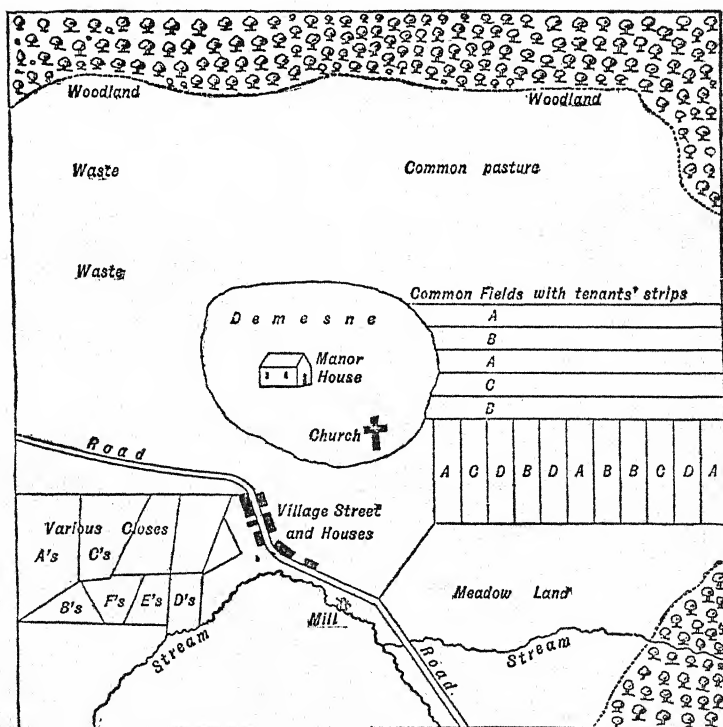 Woodland
Woodland
Waste
Common pasture
Waste
Common Fields with tenants' strips
Demesne
A
B
Manor
House
A
C
B
Church
Road
A C D B D A B B C D A
Village Street
and Houses
Various Closes
A's C's
B's F's E's D's
Meadow Land
Mill
Stream
Road.
Stream